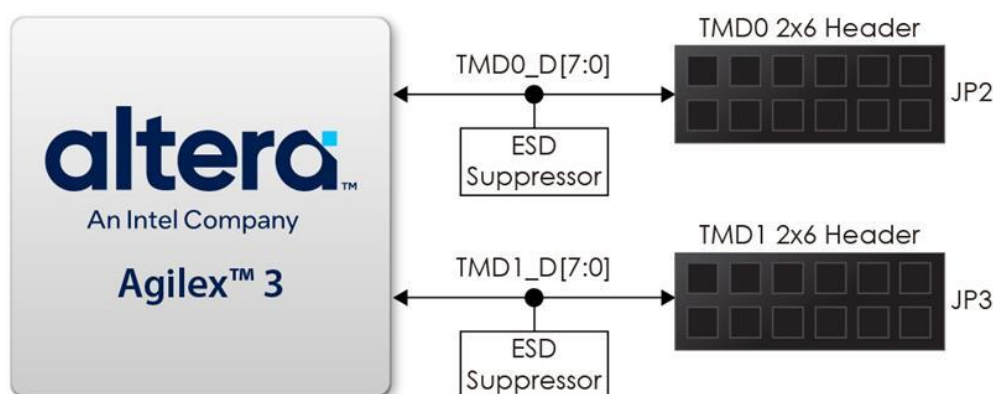 altera™
An Intel Company
Agilex™ 3
TMD0_D[7:0]
ESD
Suppressor
TMD0 2x6 Header
JP2
TMD1_D[7:0]
ESD
Suppressor
TMD1 2x6 Header
JP3